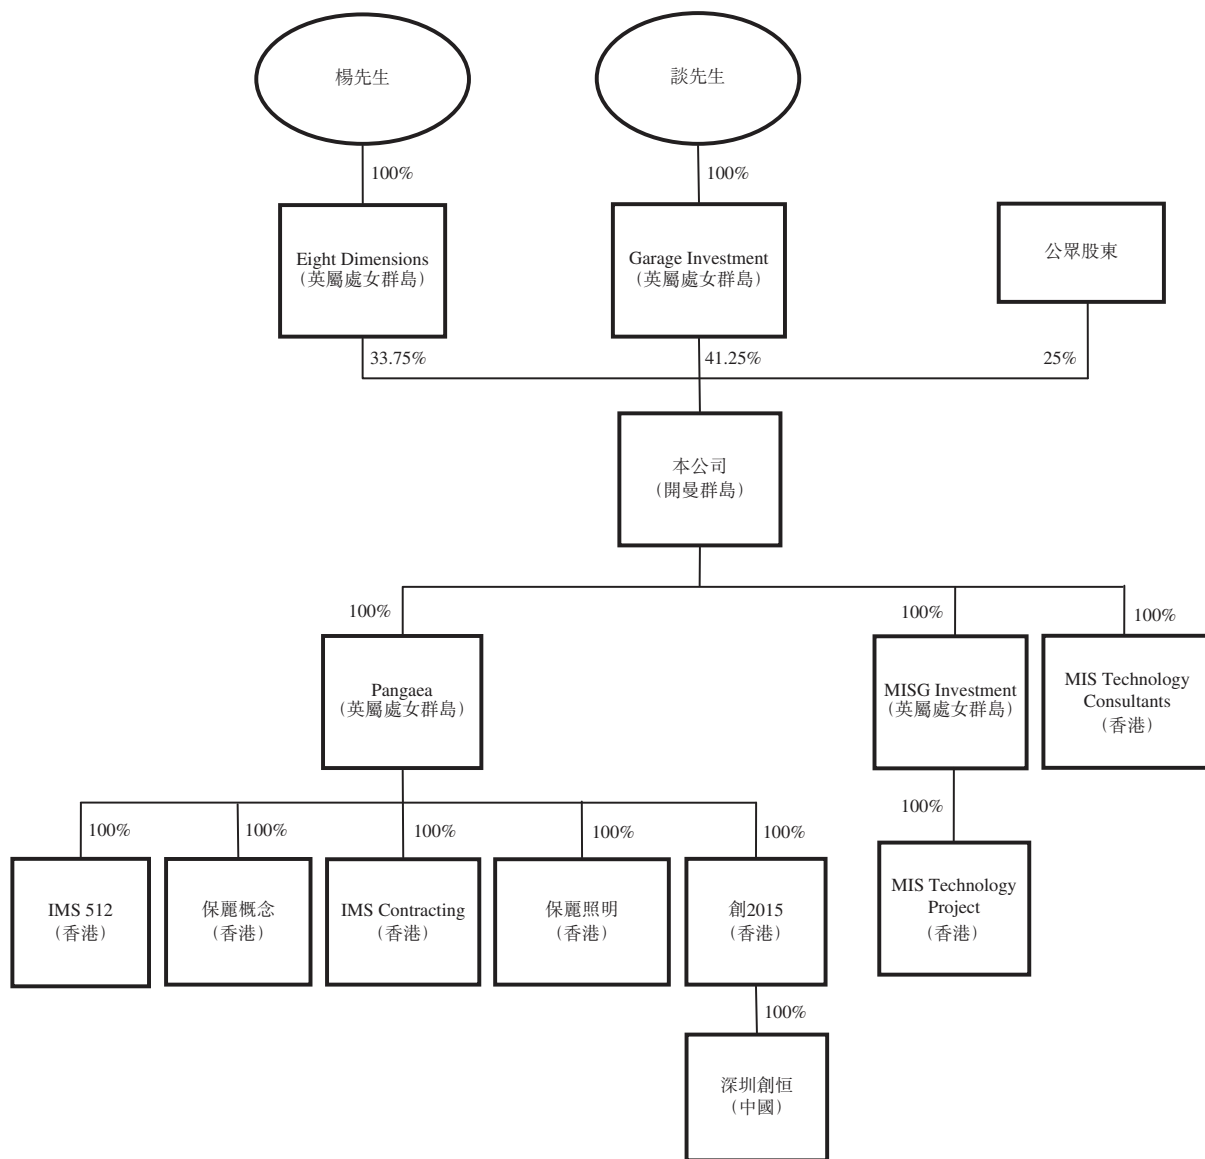 楊先生
談先生
100%
100%
Eight Dimensions
(英屬處女群島)
Garage Investment
(英屬處女群島)
公眾股東
33.75%
41.25%
25%
本公司
(開曼群島)
100%
100%
100%
Pangaea
(英屬處女群島)
MISG Investment
(英屬處女群島)
MIS Technology
Consultants
(香港)
100%
100%
100%
100%
100%
100%
IMS 512
(香港)
保麗概念
(香港)
IMS Contracting
(香港)
保麗照明
(香港)
創2015
(香港)
MIS Technology
Project
(香港)
100%
深圳創恒
(中國)